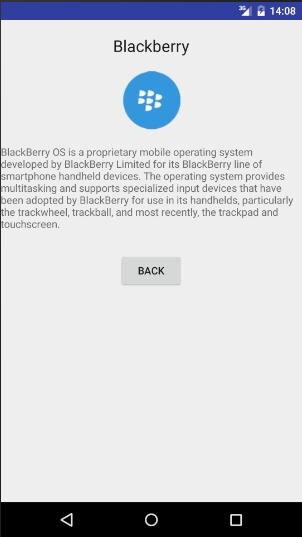 3G 14:08
Blackberry
BlackBerry OS is a proprietary mobile operating system
developed by BlackBerry Limited for its BlackBerry line of
smartphone handheld devices. The operating system provides
multitasking and supports specialized input devices that have
been adopted by BlackBerry for use in its handhelds, particularly
the trackwheel, trackball, and most recently, the trackpad and
touchscreen.
BACK